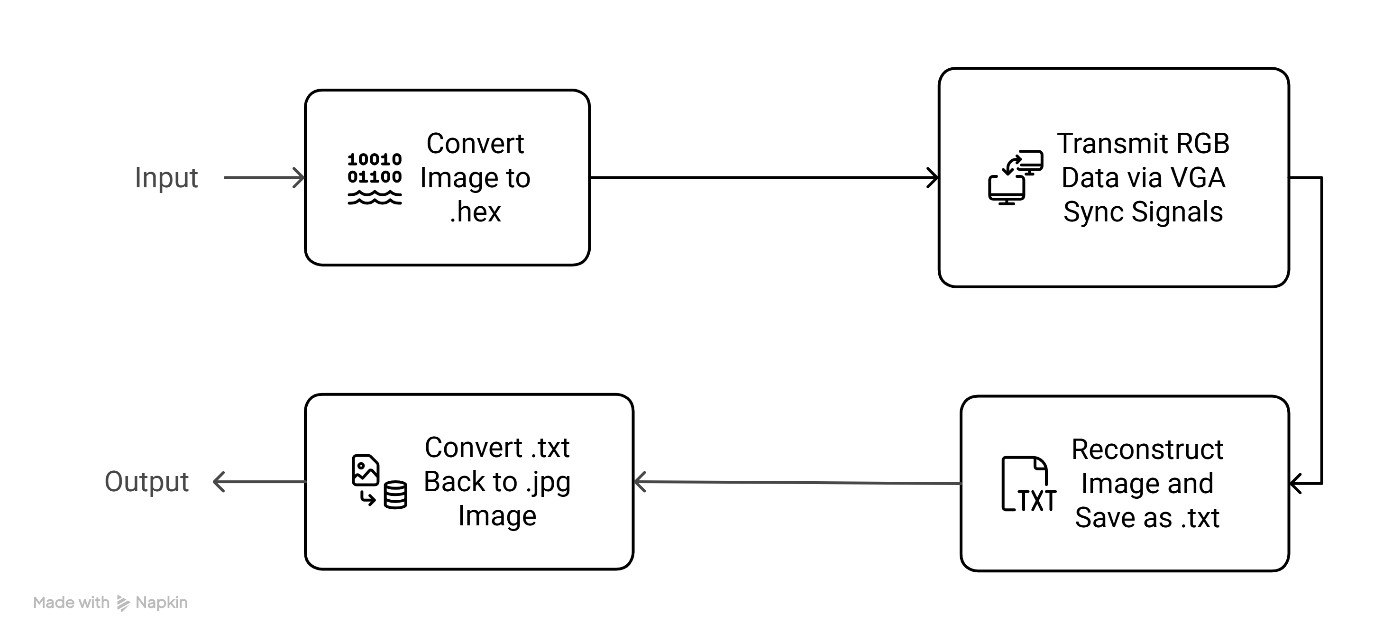 Input
10010
01100
Convert
Image to
.hex
Transmit RGB
Data via VGA
Sync Signals
Reconstruct
Image and
Save as .txt
TXT
Convert .txt
Back to .jpg
Image
Output
Made with Napkin